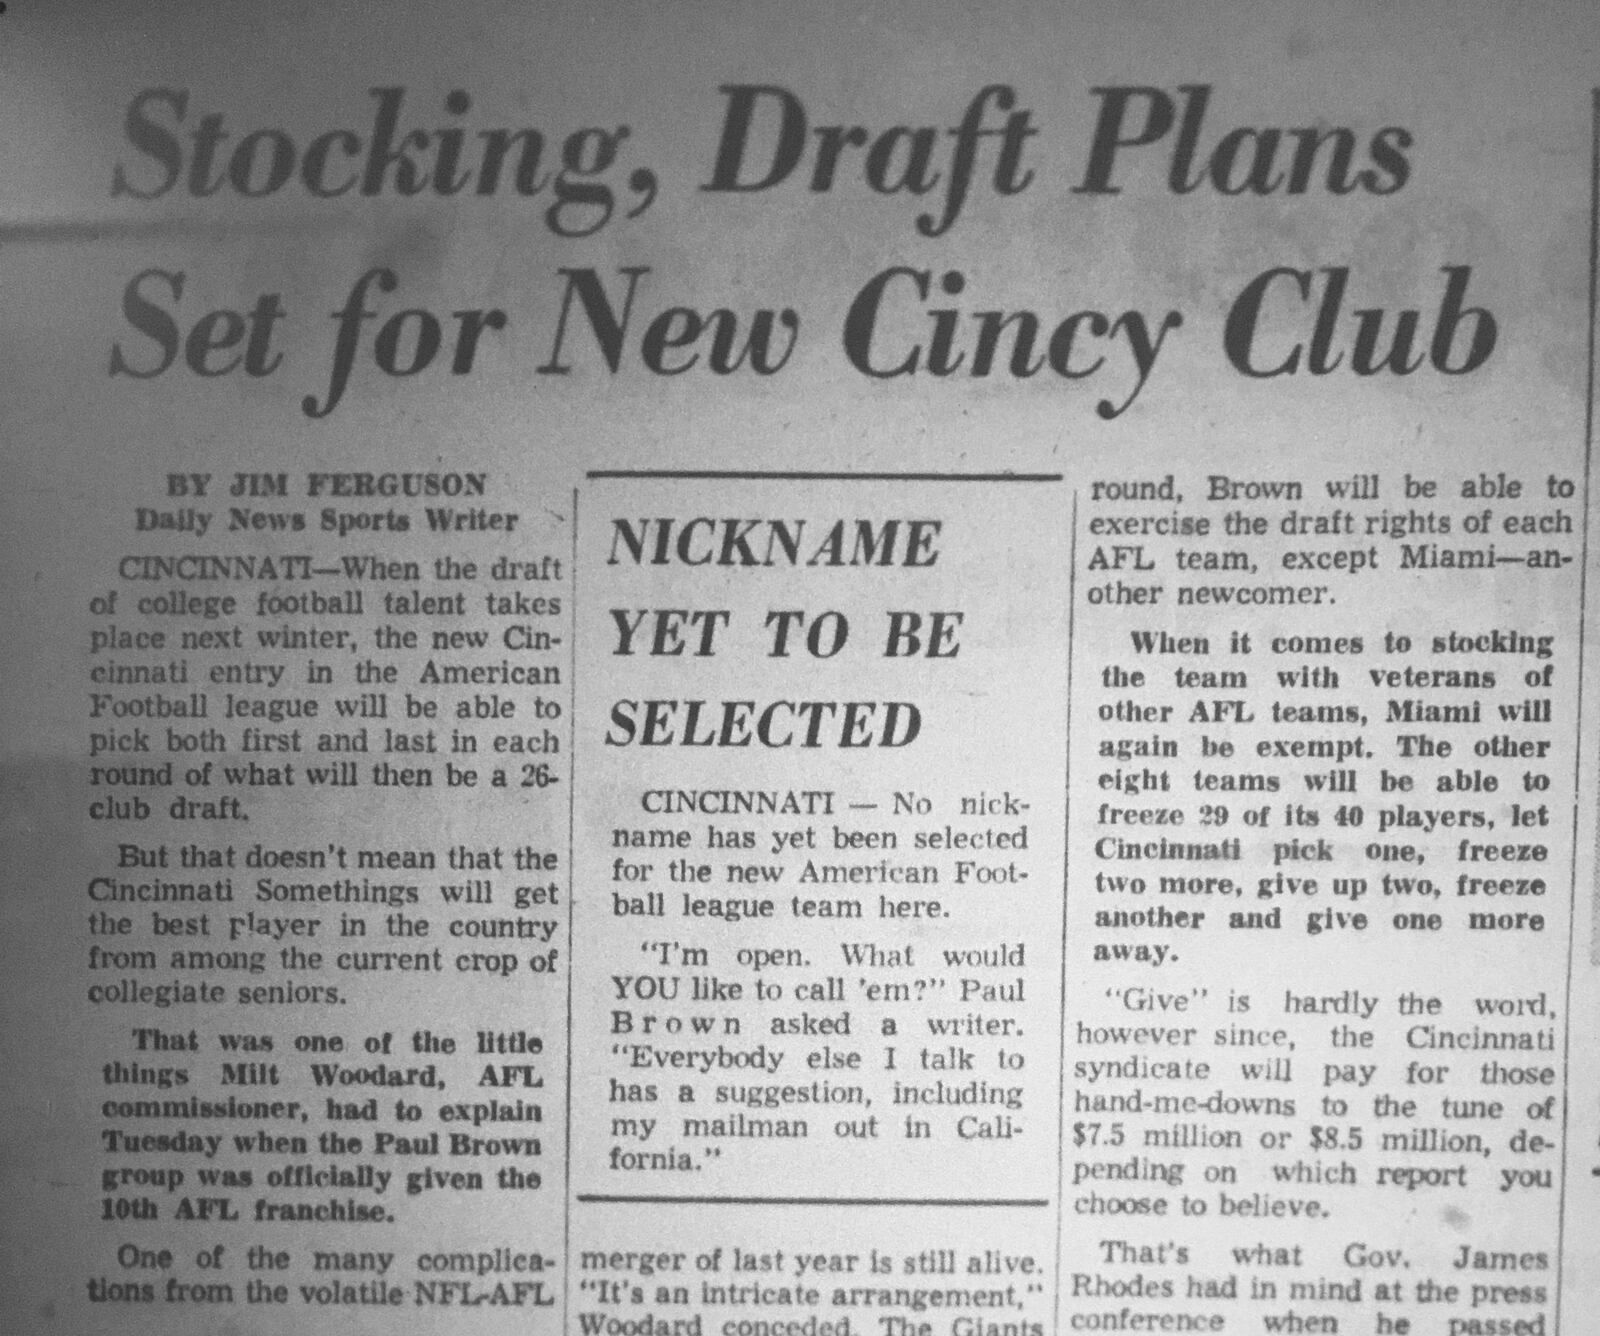 Stocking, Draft Plans
Set for New Cincy Club
BY JIM FERGUSON
Daily News Sports Writer
CINCINNATI—When the draft
of college football talent takes
place next winter, the new Cin-
cinnati entry in the American
Football league will be able to
pick both first and last in each
round of what will then be a 26-
club draft.
But that doesn't mean that the
Cincinnati Somethings will get
the best player in the country
from among the current crop of
collegiate seniors.
That was one of the little
things Milt Woodard, AFL
commissioner, had to explain
Tuesday when the Paul Brown
group was officially given the
10th AFL franchise.
One of the many complica-
tions from the volatile NFL-AFL
NICKNAME
YET TO BE
SELECTED
CINCINNATI — No nick-
name has yet been selected
for the new American Foot-
ball league team here.
"I'm open. What would
YOU like to call 'em?" Paul
Brown asked a writer.
"Everybody else I talk to
has a suggestion, including
my mailman out in Cali-
fornia."
merger of last year is still alive.
"It's an intricate arrangement,"
Woodard conceded. The Giants
round, Brown will be able to
exercise the draft rights of each
AFL team, except Miami—an-
other newcomer.
When it comes to stocking
the team with veterans of
other AFL teams, Miami will
again be exempt. The other
eight teams will be able to
freeze 29 of its 40 players, let
Cincinnati pick one, freeze
two more, give up two, freeze
another and give one more
away.
"Give" is hardly the word,
however since, the Cincinnati
syndicate will pay for those
hand-me-downs to the tune of
$7.5 million or $8.5 million, de-
pending on which report you
choose to believe.
That's what Gov. James
Rhodes had in mind at the press
conference when he passed